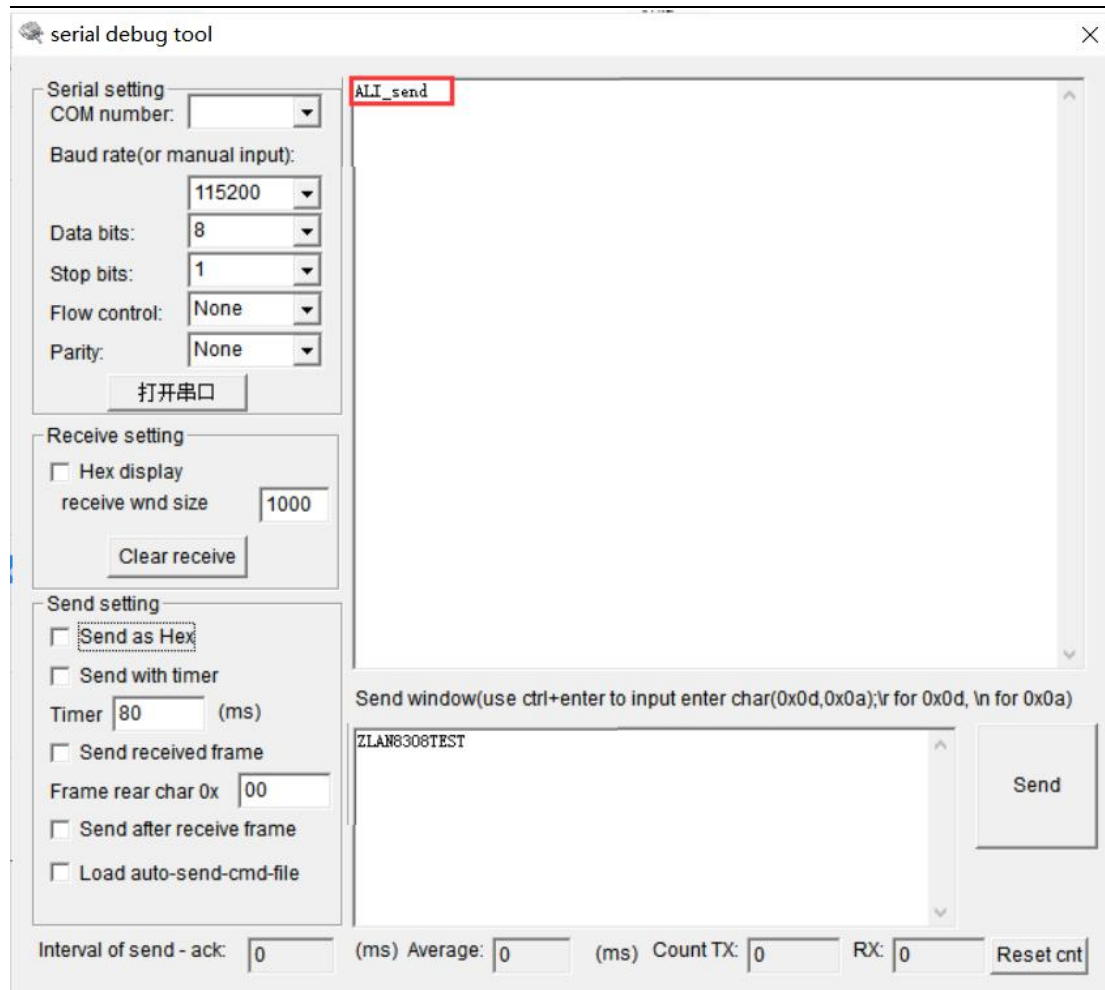 serial debug tool
Serial setting
COM number:
Baud rate(or manual input):
115200
Data bits: 8
Stop bits: 1
Flow control: None
Parity: None
打开串口
Receive setting
Hex display
receive wnd size 1000
Clear receive
Send setting
Send as Hex
Send with timer
Timer 80 (ms)
Send received frame
Frame rear char 0x 00
Send after receive frame
Load auto-send-cmd-file
ALI_send
Send window(use ctrl+enter to input enter char(0x0d,0x0a);\r for 0x0d, \n for 0x0a)
ZLAN8308TEST
Send
Interval of send - ack: 0 (ms) Average: 0 (ms) Count TX: 0 RX: 0 Reset cnt